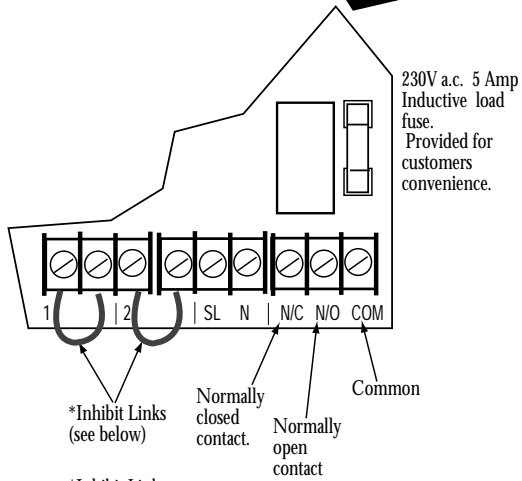 230V a.c. 5 Amp
Inductive load
fuse.
Provided for
customers
convenience.
1 | 2 | SL N | N/C N/O COM
*Inhibit Links
(see below)
Normally
closed
contact.
Normally
open
contact
Common